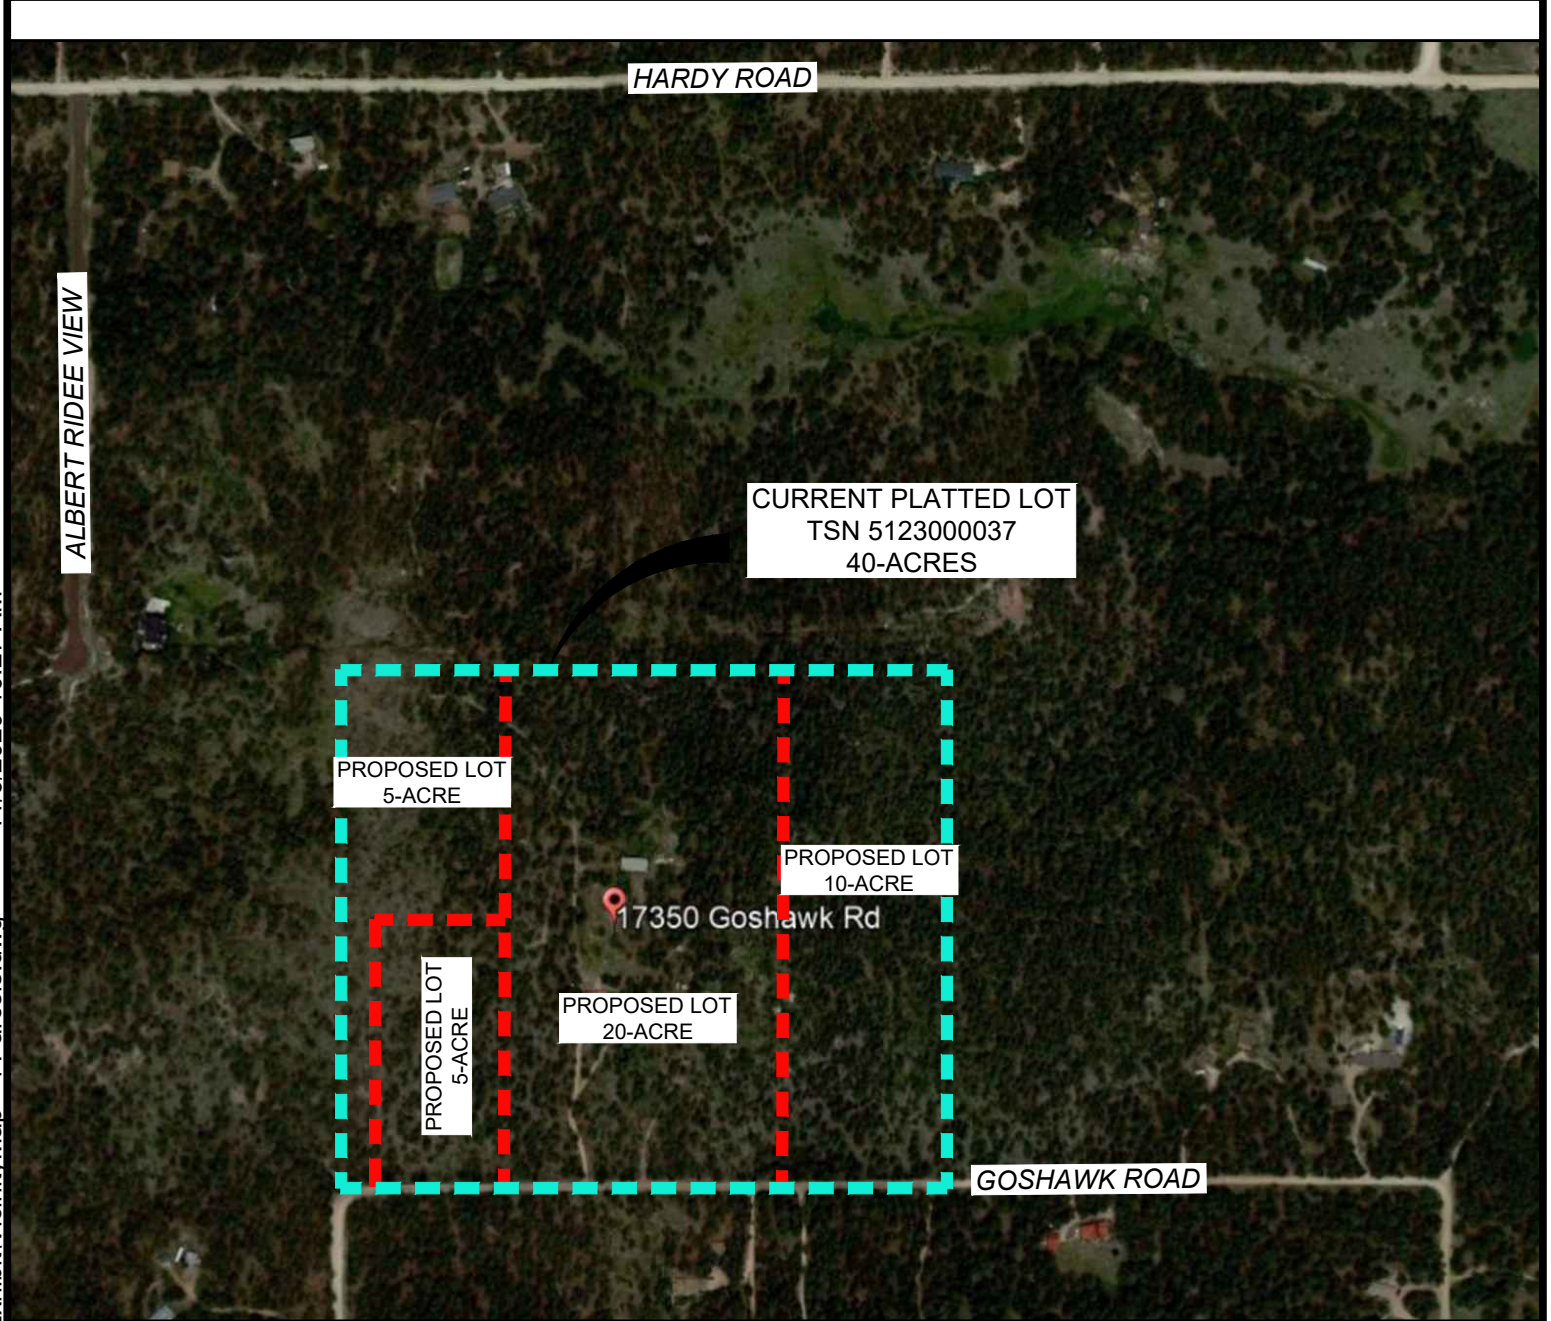 HARDY ROAD
ALBERT RIDEE VIEW
CURRENT PLATTED LOT
TSN 5123000037
40-ACRES
PROPOSED LOT
5-ACRE
PROPOSED LOT
10-ACRE
17350 Goshawk Rd
PROPOSED LOT
5-ACRE
PROPOSED LOT
20-ACRE
GOSHAWK ROAD